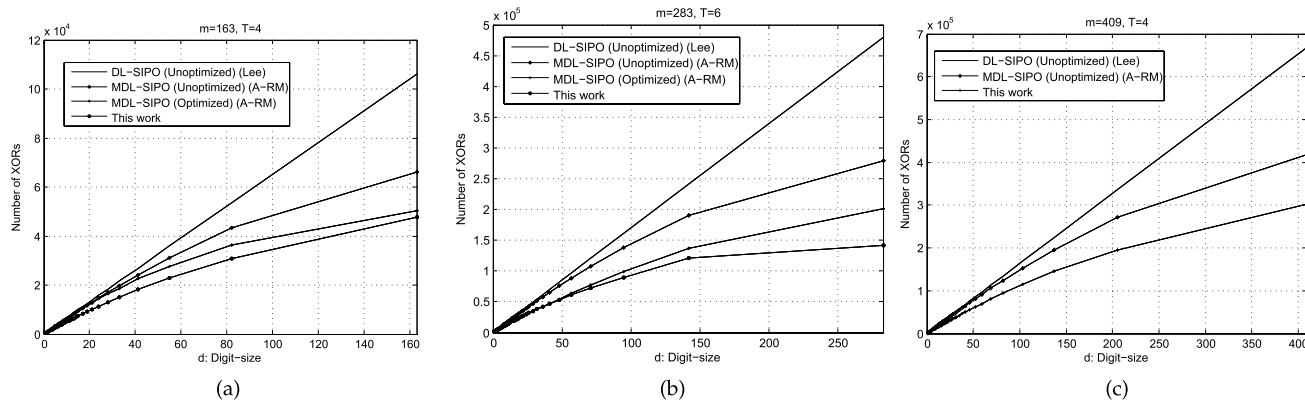 m=163, T=4
x 10^4
12
10
8
6
4
2
0
Number of XORs
DL−SIPO (Unoptimized) (Lee)
MDL−SIPO (Unoptimized) (A−RM)
MDL−SIPO (Optimized) (A−RM)
This work
0 20 40 60 80 100 120 140 160
d: Digit−size
(a)
m=283, T=6
x 10^5
5
4.5
4
3.5
3
2.5
2
1.5
1
0.5
0
Number of XORs
DL−SIPO (Unoptimized) (Lee)
MDL−SIPO (Unoptimized) (A−RM)
MDL−SIPO (Optimized) (A−RM)
This work
0 50 100 150 200 250
d: Digit−size
(b)
m=409, T=4
x 10^5
7
6
5
4
3
2
1
0
Number of XORs
DL−SIPO (Unoptimized) (Lee)
MDL−SIPO (Unoptimized) (A−RM)
This work
0 50 100 150 200 250 300 350 400
d: Digit−size
(c)